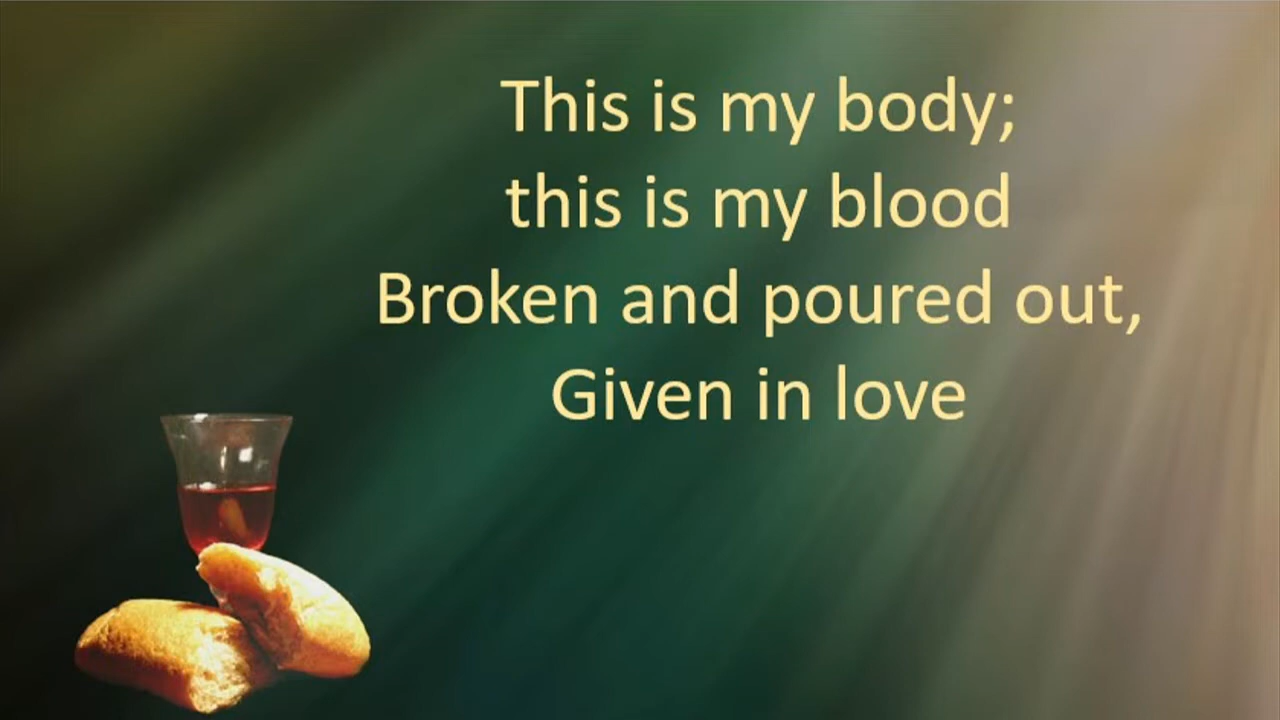 This is my body;
this is my blood
Broken and poured out,
Given in love